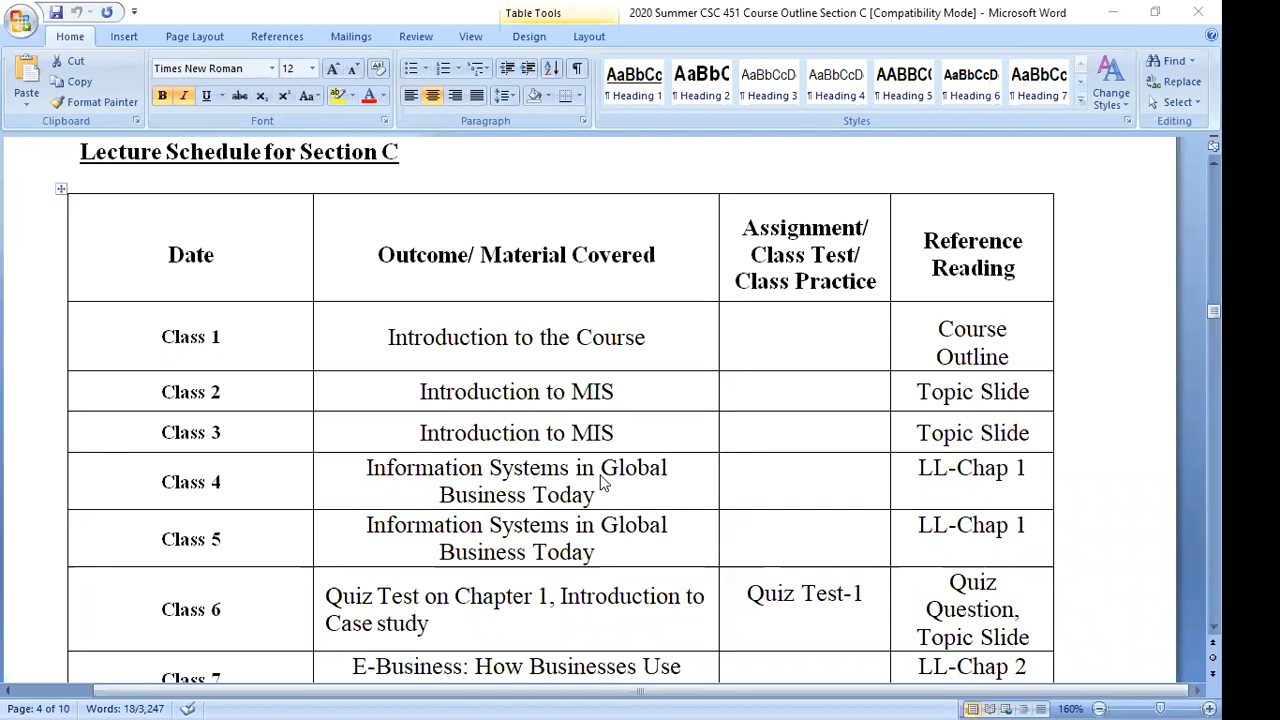 Table Tools
2020 Summer CSC 451 Course Outline Section C [Compatibility Mode] - Microsoft Word
Home Insert Page Layout References Mailings Review View Design Layout
Paste
Cut
Copy
Format Painter
Clipboard
Times New Roman 12
B I U abc X₂ X² Aa A
Font
Paragraph
AaBbCc AaBbC AaBbCcD AaBbCcD AABBC AaBbCcD AaBbC
¶ Heading 1 ¶ Heading 2 ¶ Heading 3 ¶ Heading 4 ¶ Heading 5 ¶ Heading 6 ¶ Heading 7
Styles
Change
Styles
Find
Replace
Select
Editing
Lecture Schedule for Section C
Date
Outcome/ Material Covered
Assignment/
Class Test/
Class Practice
Reference
Reading
Class 1
Introduction to the Course
Course
Outline
Class 2
Introduction to MIS
Topic Slide
Class 3
Introduction to MIS
Topic Slide
Class 4
Information Systems in Global
Business Today
LL-Chap 1
Class 5
Information Systems in Global
Business Today
LL-Chap 1
Class 6
Quiz Test on Chapter 1, Introduction to
Case study
Quiz Test-1
Quiz
Question,
Topic Slide
Class 7
E-Business: How Businesses Use
LL-Chap 2
Page: 4 of 10 Words: 18/3,247 160%